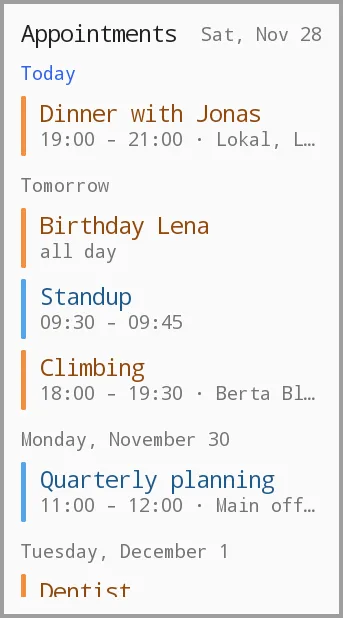 Appointments Sat, Nov 28
Today
Dinner with Jonas
19:00 – 21:00 · Lokal, L…
Tomorrow
Birthday Lena
all day
Standup
09:30 – 09:45
Climbing
18:00 – 19:30 · Berta Bl…
Monday, November 30
Quarterly planning
11:00 – 12:00 · Main off…
Tuesday, December 1
Dentist